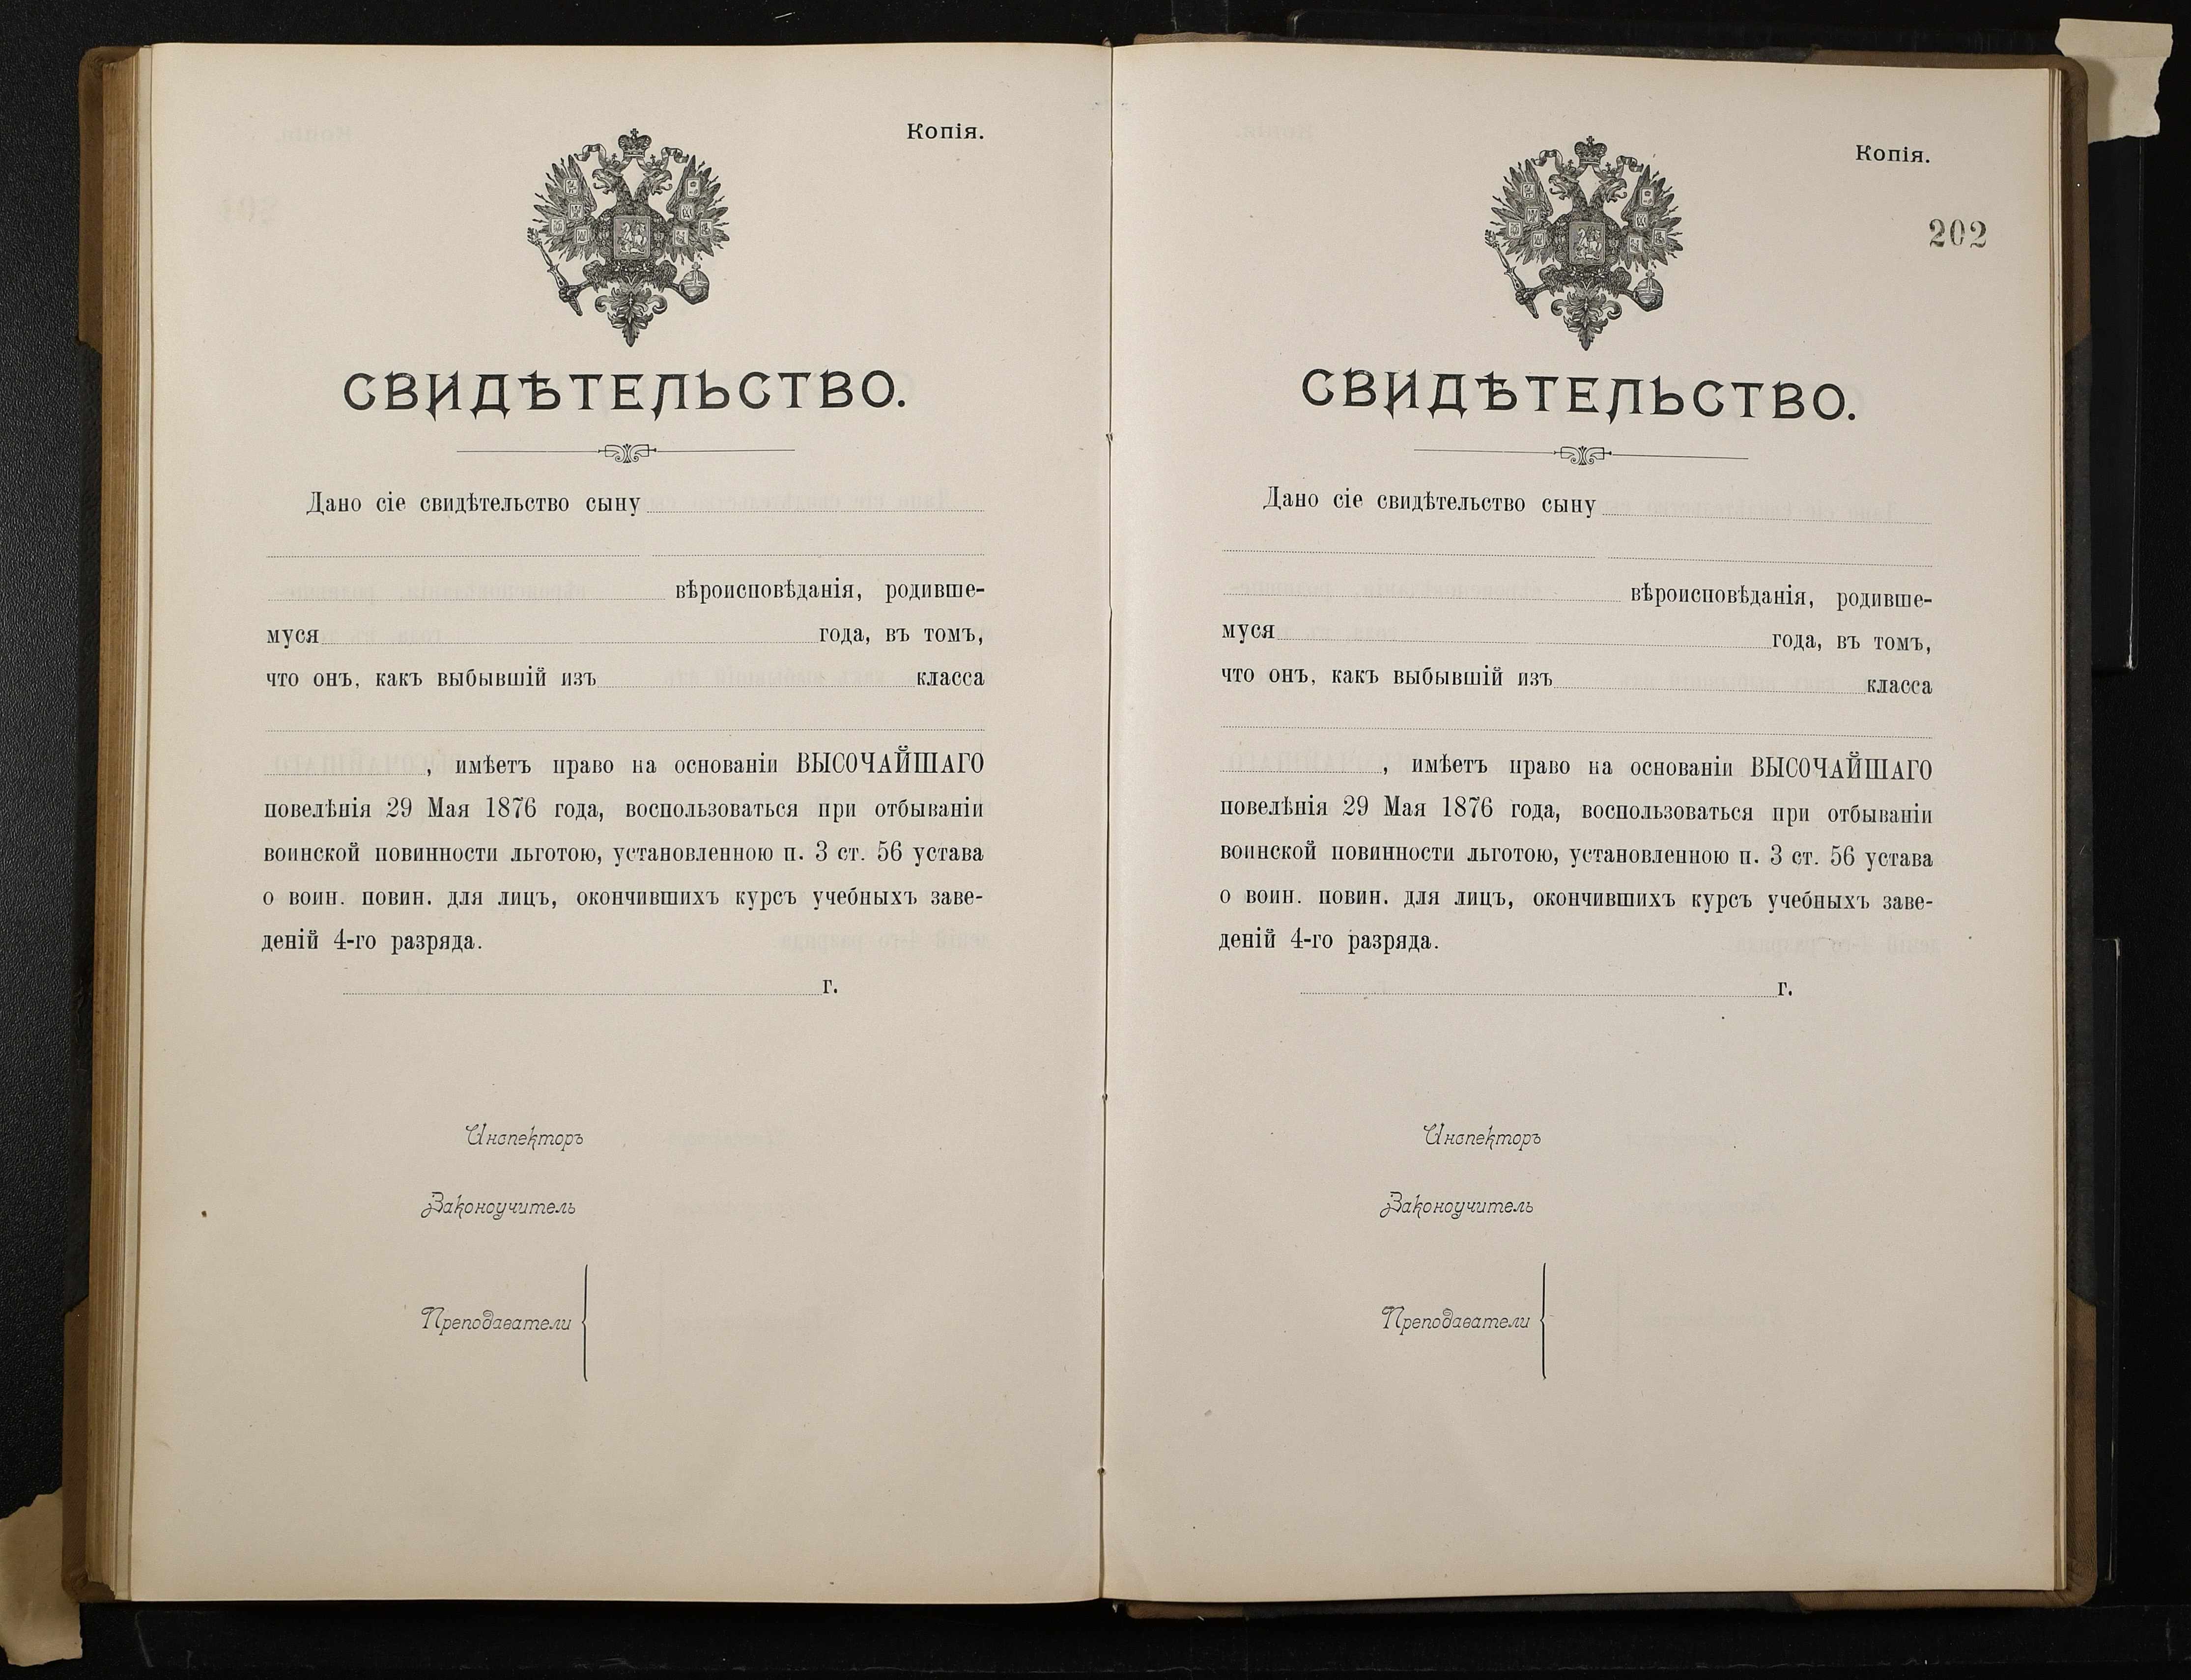 Копія.
СВИДѢТЕЛЬСТВО.
Дано сіе свидѣтельство сыну
вѣроисповѣданія, родивше-
муся года, въ томъ,
что онъ, какъ выбывшій изъ класса
, имѣетъ право на основаніи ВЫСОЧАЙШАГО
повелѣнія 29 Мая 1876 года, воспользоваться при отбываніи
воинской повинности льготою, установленною п. 3 ст. 56 устава
о воин. повин. для лицъ, окончившихъ курсъ учебныхъ заве-
деній 4-го разряда.
г.
Инспекторъ
Законоучитель
Преподаватели
Копія.
202
СВИДѢТЕЛЬСТВО.
Дано сіе свидѣтельство сыну
вѣроисповѣданія, родивше-
муся года, въ томъ,
что онъ, какъ выбывшій изъ класса
, имѣетъ право на основаніи ВЫСОЧАЙШАГО
повелѣнія 29 Мая 1876 года, воспользоваться при отбываніи
воинской повинности льготою, установленною п. 3 ст. 56 устава
о воин. повин. для лицъ, окончившихъ курсъ учебныхъ заве-
деній 4-го разряда.
г.
Инспекторъ
Законоучитель
Преподаватели